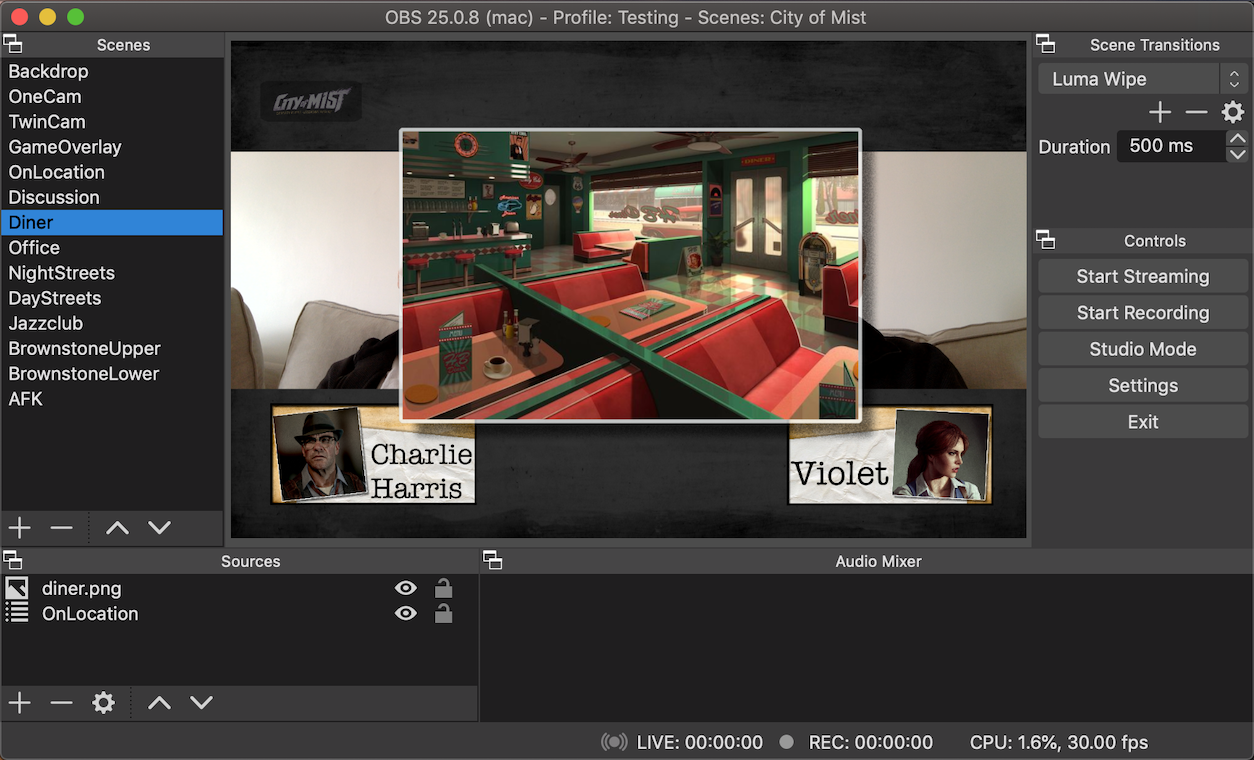 OBS 25.0.8 (mac) - Profile: Testing - Scenes: City of Mist
Scenes
Backdrop
OneCam
TwinCam
GameOverlay
OnLocation
Discussion
Diner
Office
NightStreets
DayStreets
Jazzclub
BrownstoneUpper
BrownstoneLower
AFK
CITY of MIST
Charlie
Harris
Violet
Scene Transitions
Luma Wipe
Duration
500 ms
Controls
Start Streaming
Start Recording
Studio Mode
Settings
Exit
Sources
diner.png
OnLocation
Audio Mixer
LIVE: 00:00:00
REC: 00:00:00
CPU: 1.6%, 30.00 fps